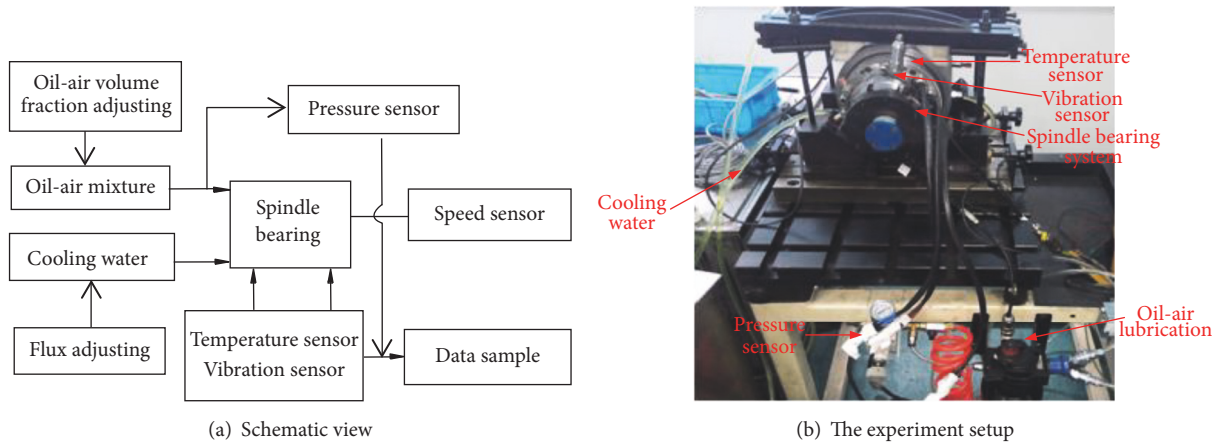 Oil-air volume
fraction adjusting
Pressure sensor
Oil-air mixture
Spindle
bearing
Speed sensor
Cooling water
Temperature sensor
Vibration sensor
Data sample
Flux adjusting
(a) Schematic view
Temperature
sensor
Vibration
sensor
Spindle bearing
system
Cooling
water
Pressure
sensor
Oil-air
lubrication
(b) The experiment setup